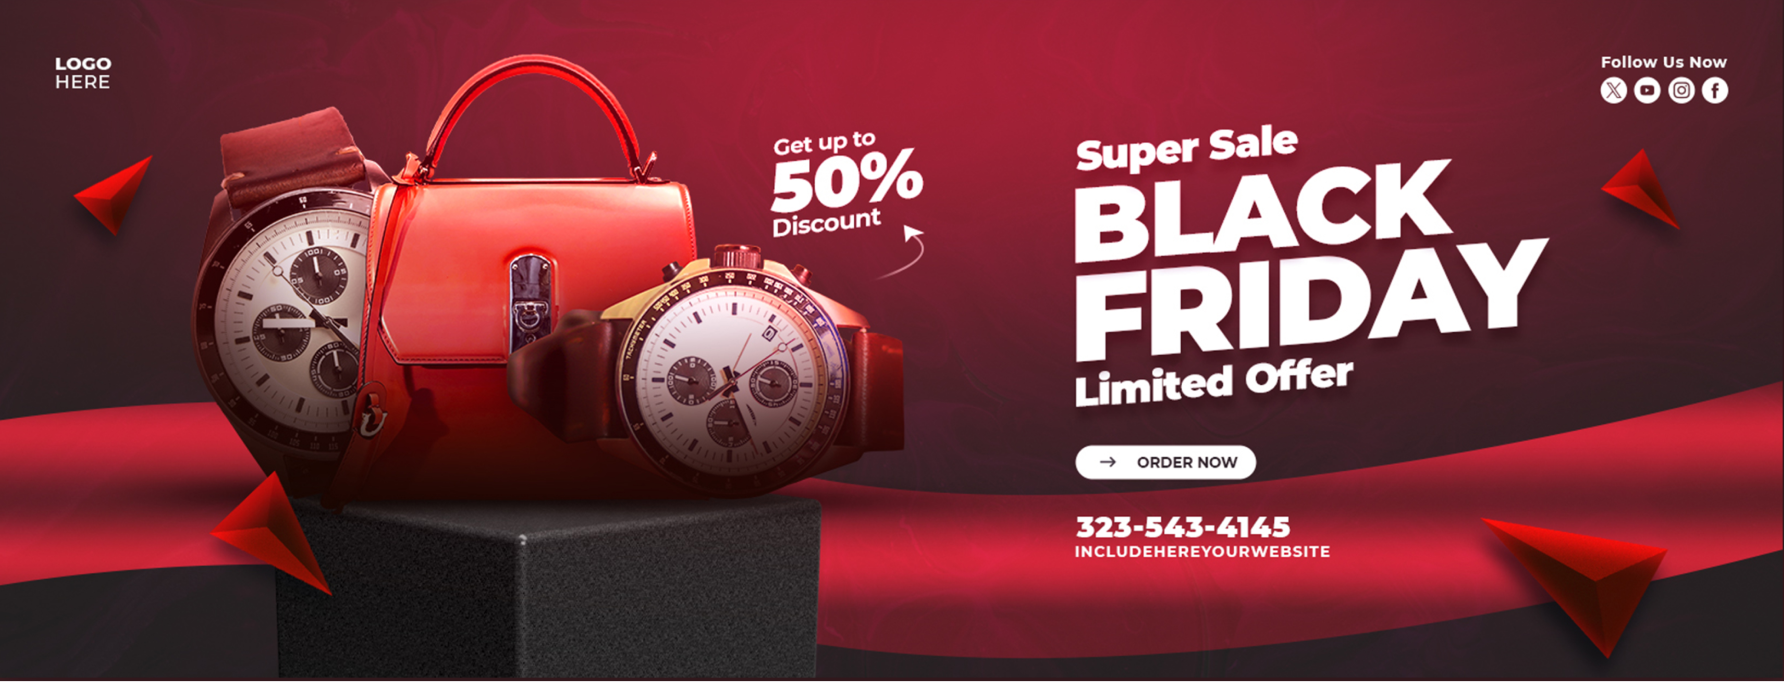 LOGO
HERE
Follow Us Now
Get up to
50%
Discount
Super Sale
BLACK
FRIDAY
Limited Offer
→ ORDER NOW
323-543-4145
INCLUDEHEREYOURWEBSITE